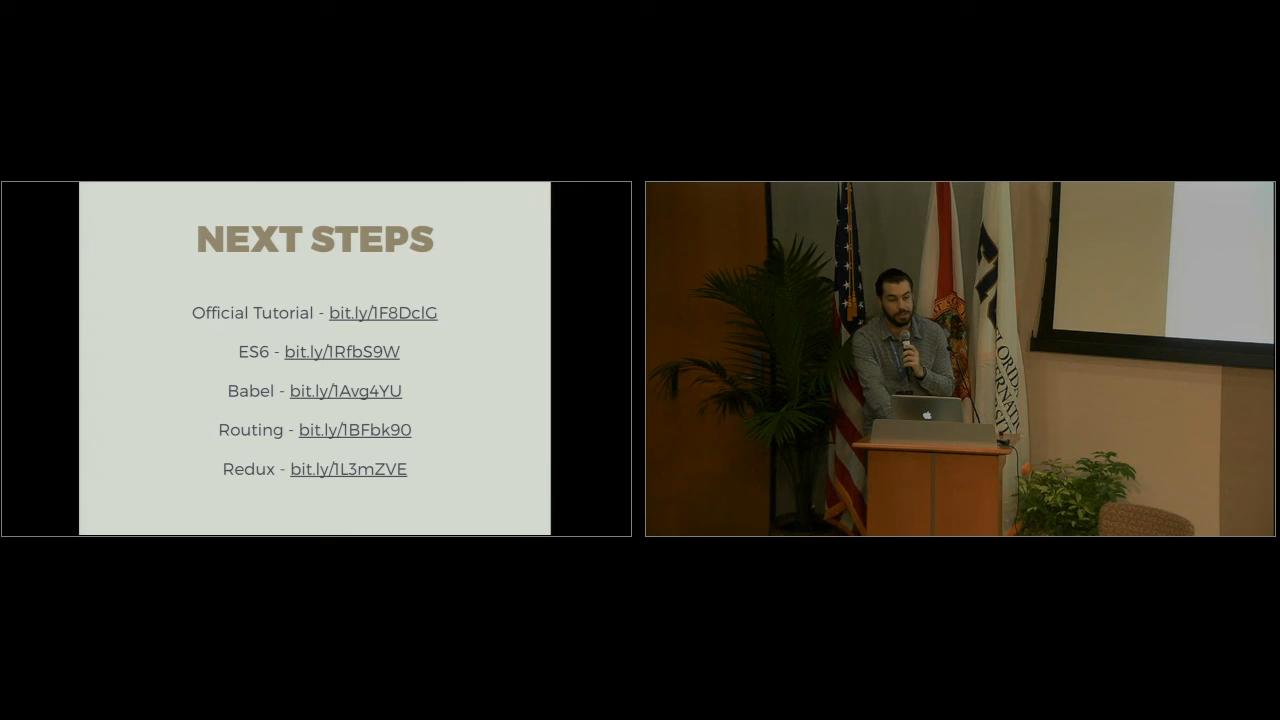 NEXT STEPS
Official Tutorial - bit.ly/1F8DclG
ES6 - bit.ly/1RfbS9W
Babel - bit.ly/1Avg4YU
Routing - bit.ly/1BFbk90
Redux - bit.ly/1L3mZVE